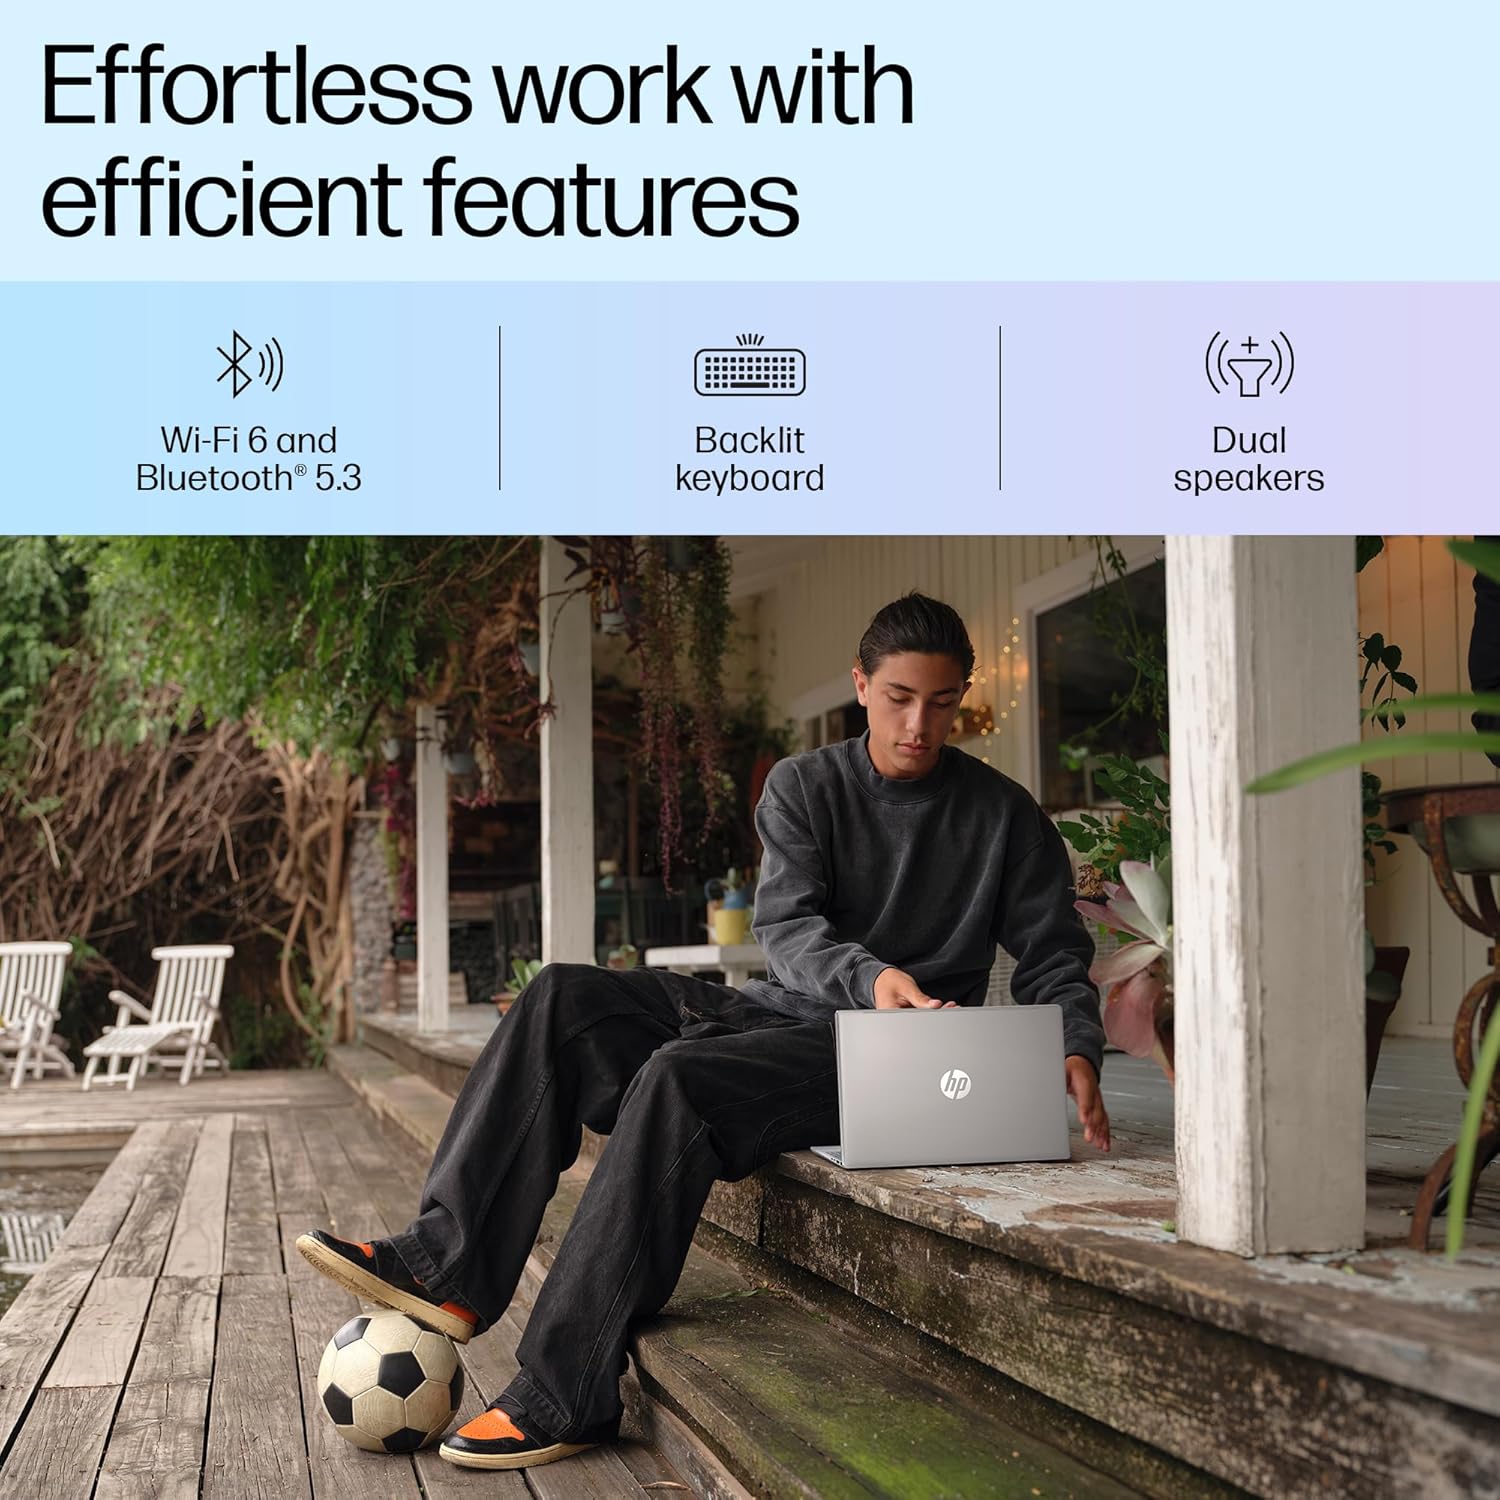 Effortless work with
efficient features
Wi-Fi 6 and
Bluetooth® 5.3
Backlit
keyboard
Dual
speakers
hp